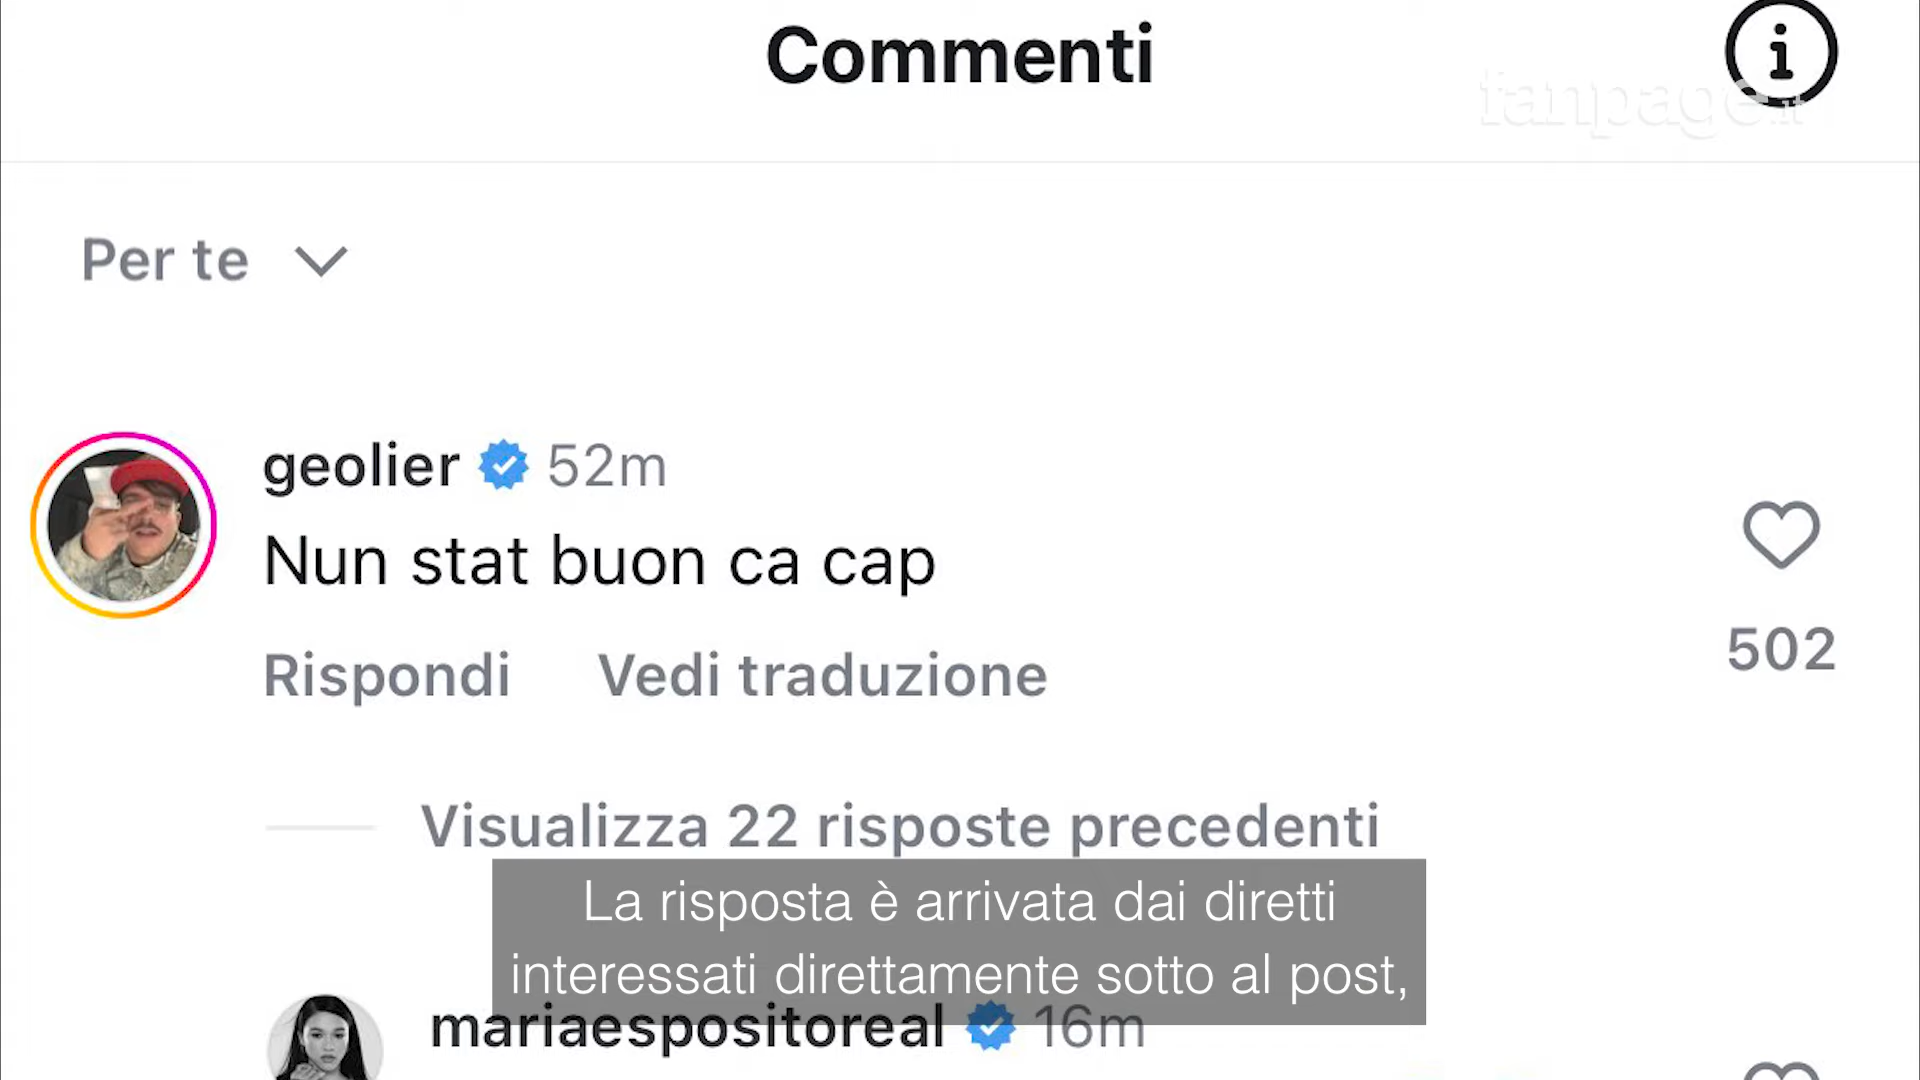 Commenti
fanpage.it
Per te
geolier 52m
Nun stat buon ca cap
Rispondi Vedi traduzione
502
Visualizza 22 risposte precedenti
La risposta è arrivata dai diretti
interessati direttamente sotto al post,
mariaespositoreal 16m